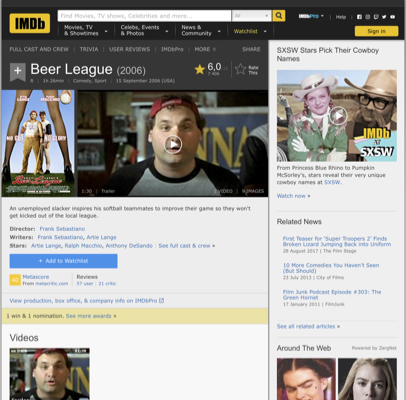 IMDb
Find Movies, TV shows, Celebrities and more...
All
Movies, TV
& Showtimes
Celebs, Events
& Photos
News &
Community
Watchlist
IMDbPro
Help
Sign in
FULL CAST AND CREW | TRIVIA | USER REVIEWS | IMDbPro | MORE
SHARE
Beer League (2006)
R | 1h 26min | Comedy, Sport | 15 September 2006 (USA)
6,0
Rate
This
1:30 | Trailer
1 VIDEO | 9 IMAGES
An unemployed slacker inspires his softball teammates to improve their game so they won't
get kicked out of the local league.
Director: Frank Sebastiano
Writers: Frank Sebastiano, Artie Lange
Stars: Artie Lange, Ralph Macchio, Anthony DeSando | See full cast & crew »
+ Add to Watchlist
Metascore
From metacritic.com
Reviews
57 user | 21 critic
View production, box office, & company info on IMDbPro
1 win & 1 nomination. See more awards »
Videos
SXSW Stars Pick Their Cowboy
Names
IMDb
AT
SXSW
From Princess Blue Rhino to Pumpkin
McSorley's, stars reveal their very unique
cowboy names at SXSW.
Watch now »
Related News
First Teaser for 'Super Troopers 2' Finds
Broken Lizard Jumping Back into Uniform
28 August 2017 | The Film Stage
10 More Comedies You Haven't Seen
(But Should)
23 July 2013 | City of Films
Film Junk Podcast Episode #303: The
Green Hornet
17 January 2011 | FilmJunk
See all related articles »
Around The Web
Powered by ZergNet